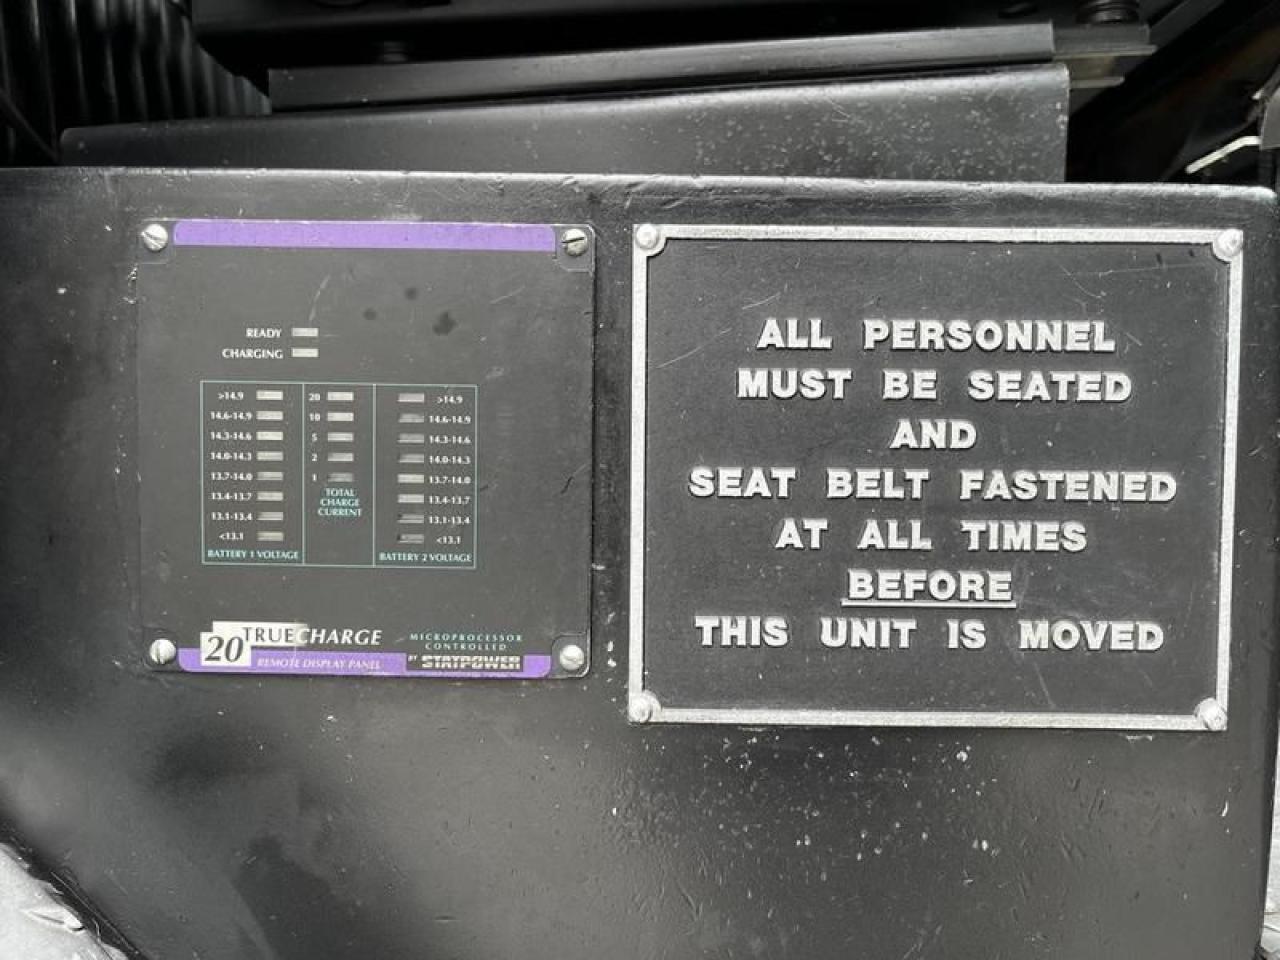 READY
CHARGING
>14.9
14.6-14.9
14.3-14.6
14.0-14.3
13.7-14.0
13.4-13.7
13.1-13.4
<13.1
BATTERY 1 VOLTAGE
20
10
5
2
1
TOTAL
CHARGE
CURRENT
>14.9
14.6-14.9
14.3-14.6
14.0-14.3
13.7-14.0
13.4-13.7
13.1-13.4
<13.1
BATTERY 2 VOLTAGE
20 TRUECHARGE
REMOTE DISPLAY PANEL
MICROPROCESSOR
CONTROLLED
BY STATPOWER
ALL PERSONNEL
MUST BE SEATED
AND
SEAT BELT FASTENED
AT ALL TIMES
BEFORE
THIS UNIT IS MOVED